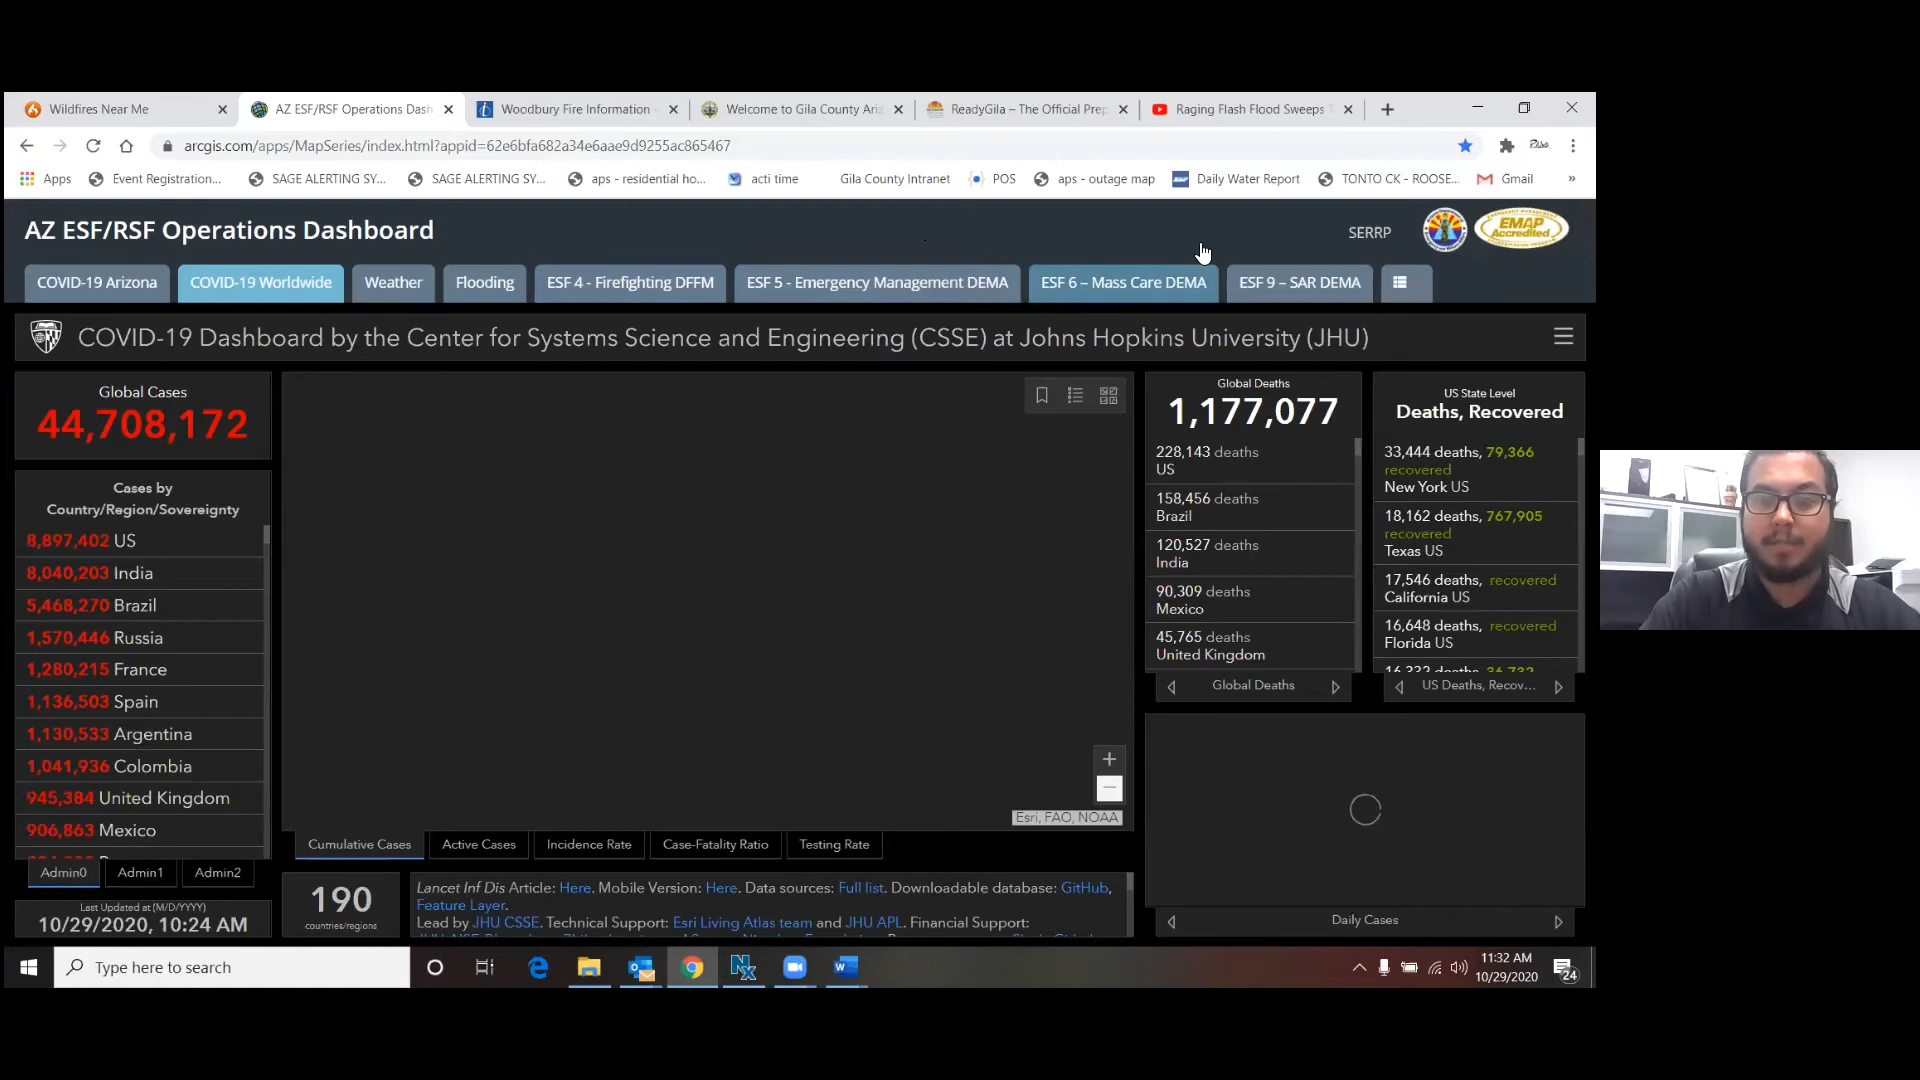 Wildfires Near Me
AZ ESF/RSF Operations Dash
Woodbury Fire Information -
Welcome to Gila County Ariz
ReadyGila – The Official Prep
Raging Flash Flood Sweeps T
arcgis.com/apps/MapSeries/index.html?appid=62e6bfa682a34e6aae9d9255ac865467
Apps
Event Registration...
SAGE ALERTING SY...
SAGE ALERTING SY...
aps - residential ho...
acti time
Gila County Intranet
POS
aps - outage map
Daily Water Report
TONTO CK - ROOSE...
Gmail
»
AZ ESF/RSF Operations Dashboard
SERRP
EMAP
Accredited
COVID-19 Arizona
COVID-19 Worldwide
Weather
Flooding
ESF 4 - Firefighting DFFM
ESF 5 - Emergency Management DEMA
ESF 6 – Mass Care DEMA
ESF 9 – SAR DEMA
COVID-19 Dashboard by the Center for Systems Science and Engineering (CSSE) at Johns Hopkins University (JHU)
Global Cases
44,708,172
Cases by
Country/Region/Sovereignty
8,897,402 US
8,040,203 India
5,468,270 Brazil
1,570,446 Russia
1,280,215 France
1,136,503 Spain
1,130,533 Argentina
1,041,936 Colombia
945,384 United Kingdom
906,863 Mexico
Admin0
Admin1
Admin2
Last Updated at (M/D/YYYY)
10/29/2020, 10:24 AM
Esri, FAO, NOAA
Cumulative Cases
Active Cases
Incidence Rate
Case-Fatality Ratio
Testing Rate
190
countries/regions
Lancet Inf Dis Article: Here. Mobile Version: Here. Data sources: Full list. Downloadable database: GitHub,
Feature Layer.
Lead by JHU CSSE. Technical Support: Esri Living Atlas team and JHU APL. Financial Support:
Global Deaths
1,177,077
228,143 deaths
US
158,456 deaths
Brazil
120,527 deaths
India
90,309 deaths
Mexico
45,765 deaths
United Kingdom
Global Deaths
US State Level
Deaths, Recovered
33,444 deaths, 79,366
recovered
New York US
18,162 deaths, 767,905
recovered
Texas US
17,546 deaths, recovered
California US
16,648 deaths, recovered
Florida US
16,332 deaths, 36,732
US Deaths, Recov...
Daily Cases
Type here to search
11:32 AM
10/29/2020
24